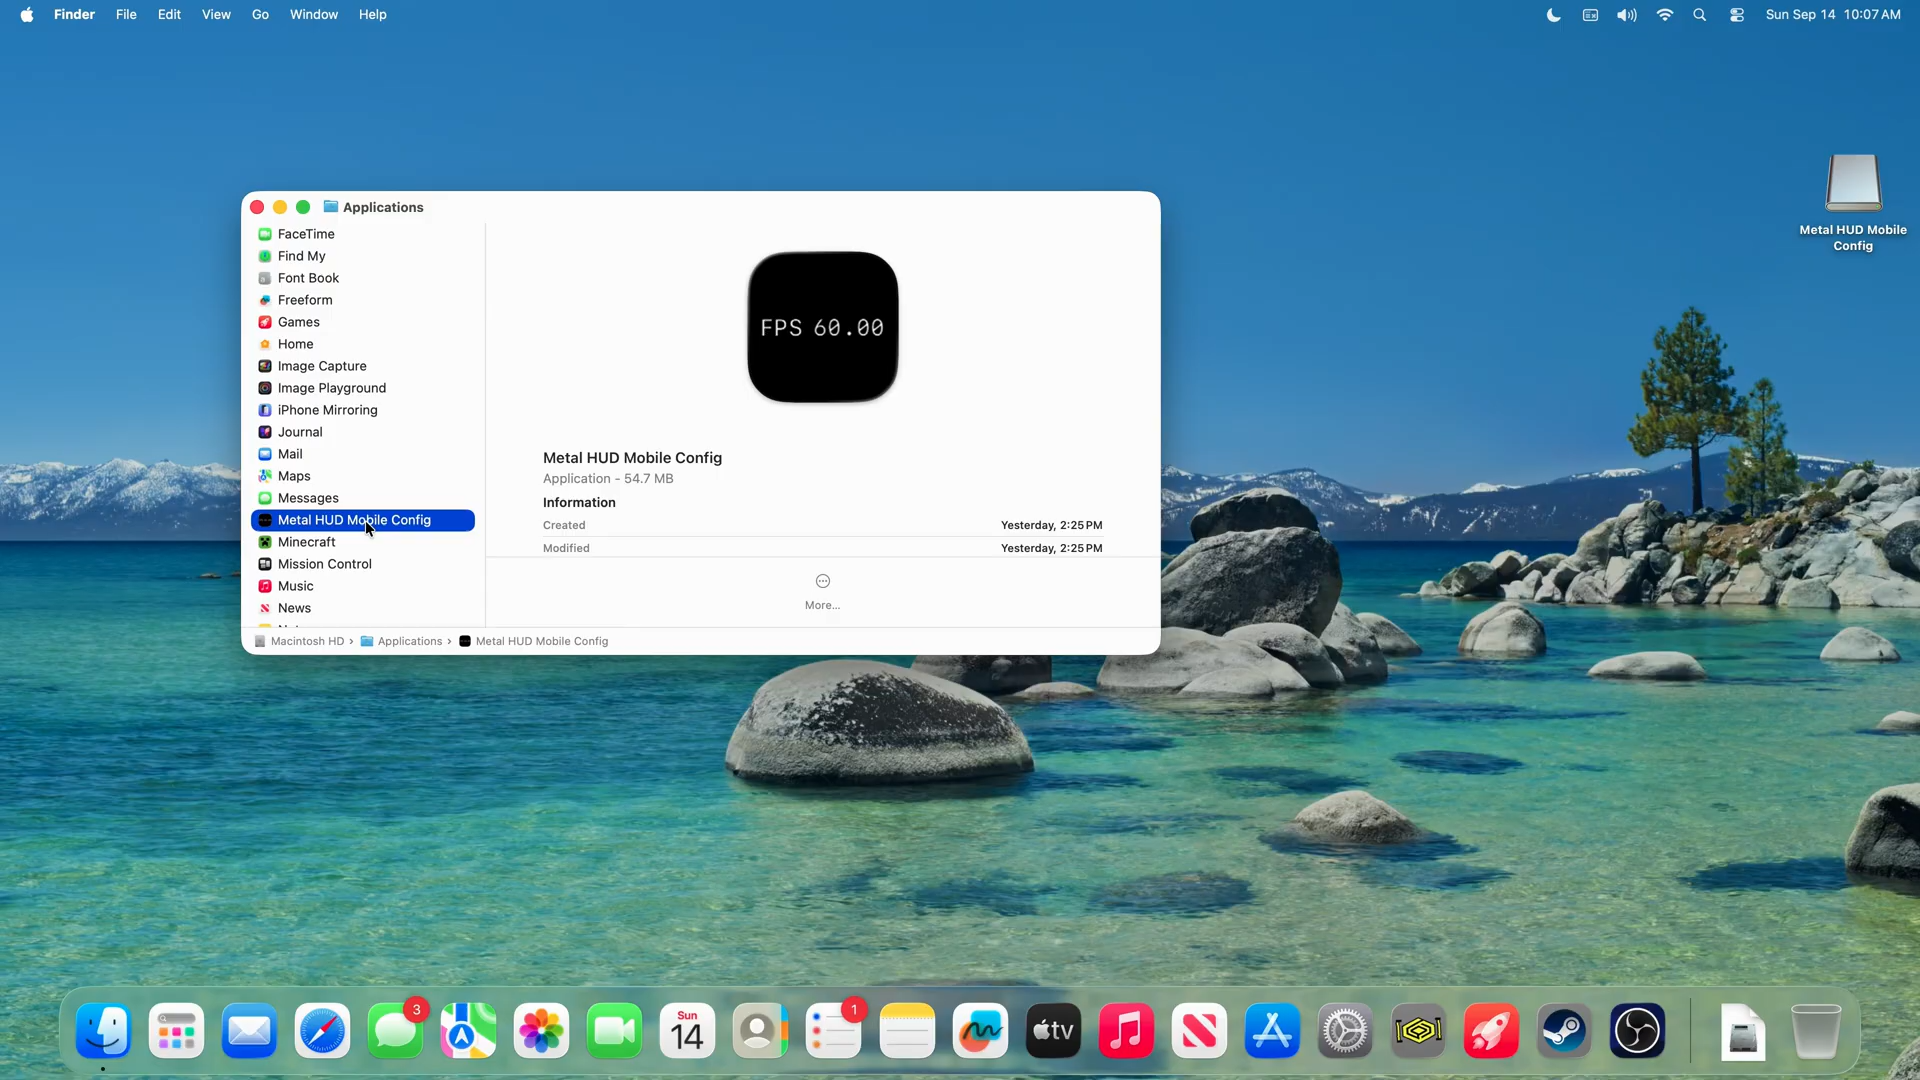 Finder File Edit View Go Window Help
Sun Sep 14 10:07 AM
Metal HUD Mobile
Config
Applications
FaceTime
Find My
Font Book
Freeform
Games
Home
Image Capture
Image Playground
iPhone Mirroring
Journal
Mail
Maps
Messages
Metal HUD Mobile Config
Minecraft
Mission Control
Music
News
FPS 60.00
Metal HUD Mobile Config
Application - 54.7 MB
Information
Created Yesterday, 2:25 PM
Modified Yesterday, 2:25 PM
More...
Macintosh HD › Applications › Metal HUD Mobile Config
3
Sun
14
1
tv